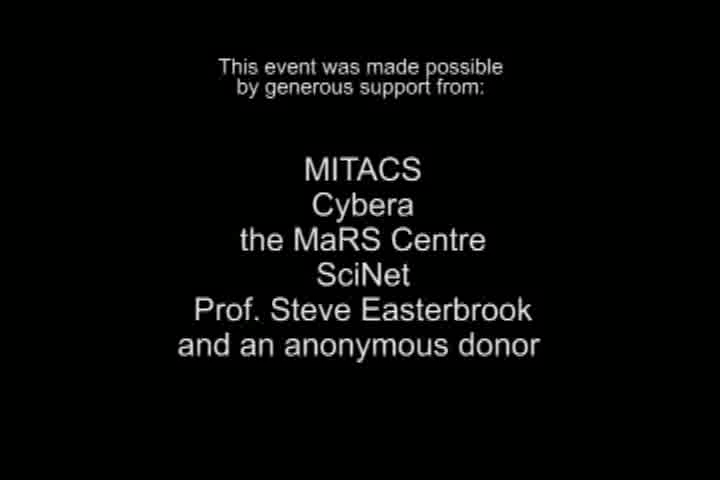 This event was made possible
by generous support from:
MITACS
Cybera
the MaRS Centre
SciNet
Prof. Steve Easterbrook
and an anonymous donor